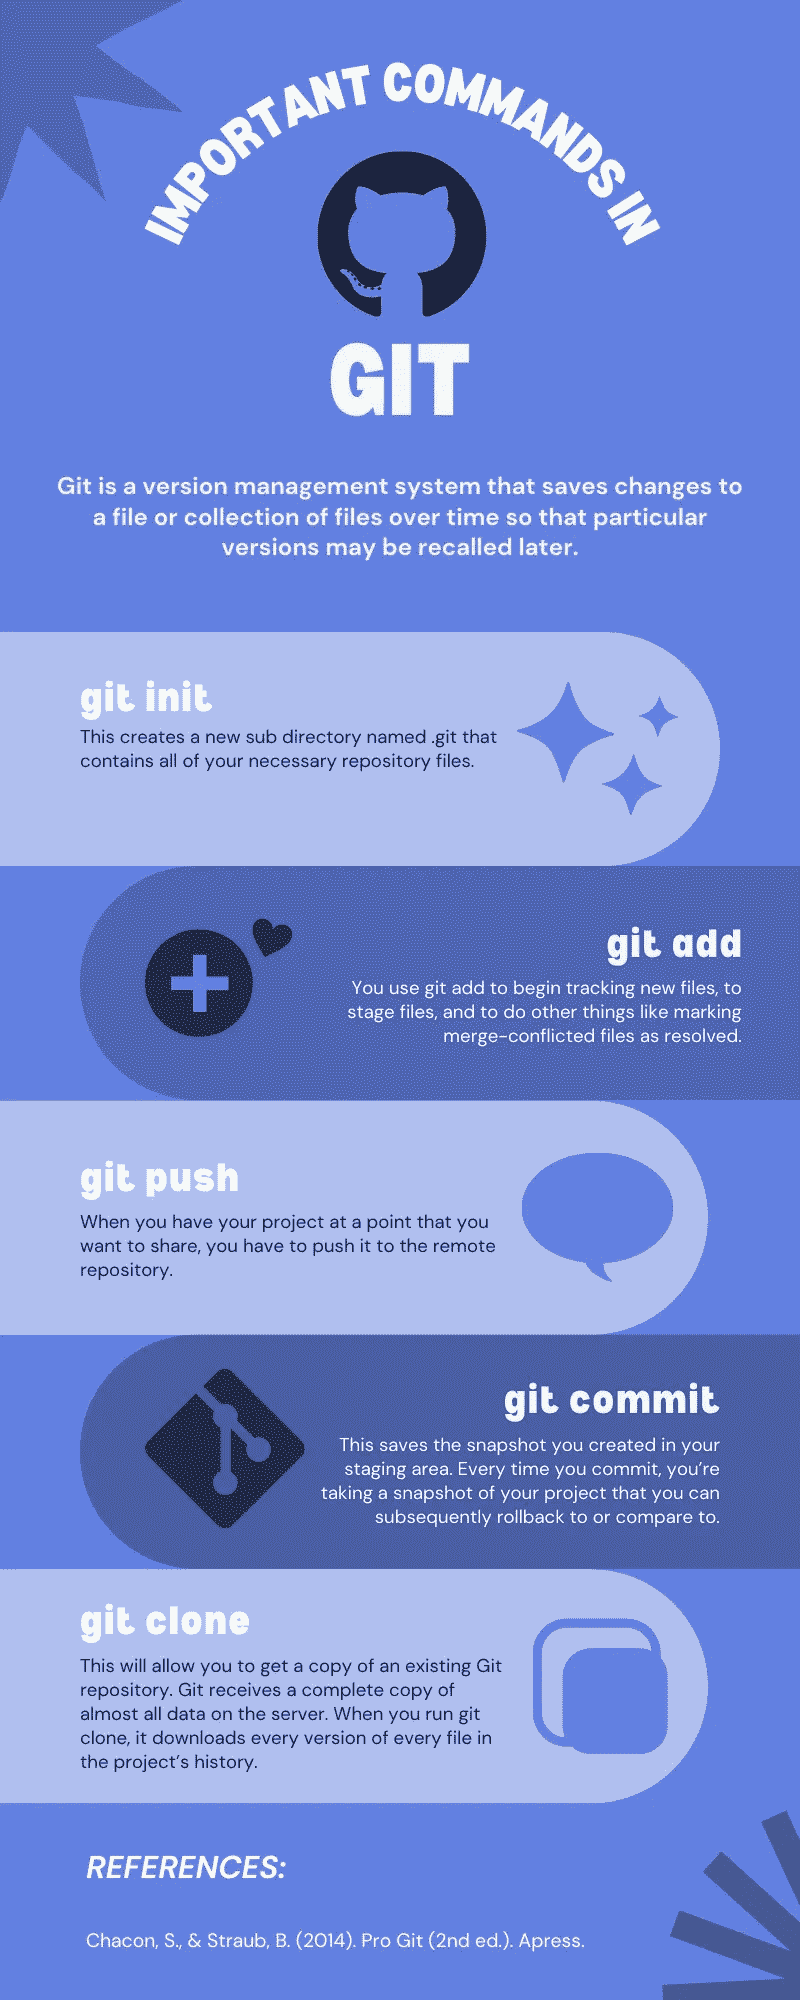 IMPORTANT COMMANDS IN
GIT
Git is a version management system that saves changes to
a file or collection of files over time so that particular
versions may be recalled later.
git init
This creates a new sub directory named .git that
contains all of your necessary repository files.
git add
You use git add to begin tracking new files, to
stage files, and to do other things like marking
merge-conflicted files as resolved.
git push
When you have your project at a point that you
want to share, you have to push it to the remote
repository.
git commit
This saves the snapshot you created in your
staging area. Every time you commit, you're
taking a snapshot of your project that you can
subsequently rollback to or compare to.
git clone
This will allow you to get a copy of an existing Git
repository. Git receives a complete copy of
almost all data on the server. When you run git
clone, it downloads every version of every file in
the project's history.
REFERENCES:
Chacon, S., & Straub, B. (2014). Pro Git (2nd ed.). Apress.